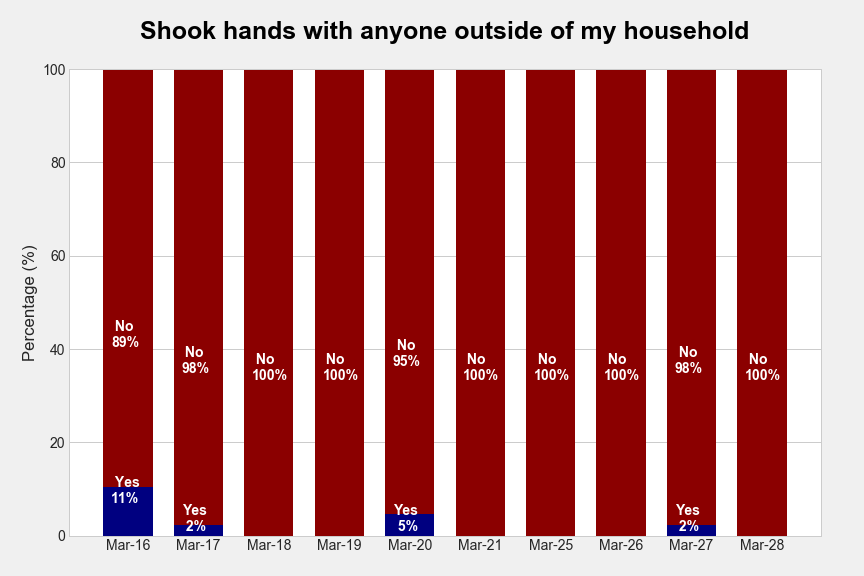 Shook hands with anyone outside of my household
Percentage (%)
100
80
60
40
20
0
No
89%
Yes
11%
No
98%
Yes
2%
No
100%
No
100%
No
95%
Yes
5%
No
100%
No
100%
No
100%
No
98%
Yes
2%
No
100%
Mar-16 Mar-17 Mar-18 Mar-19 Mar-20 Mar-21 Mar-25 Mar-26 Mar-27 Mar-28